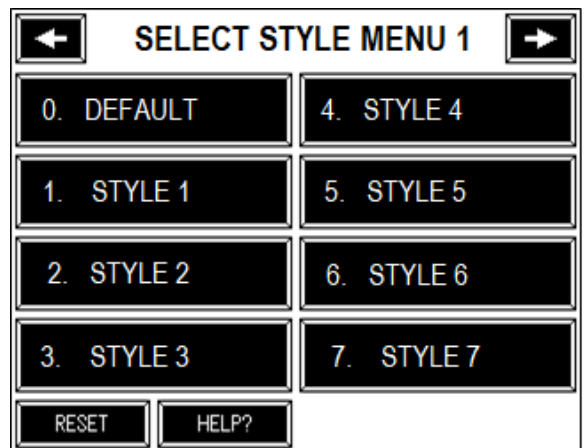 SELECT STYLE MENU 1
0. DEFAULT
4. STYLE 4
1. STYLE 1
5. STYLE 5
2. STYLE 2
6. STYLE 6
3. STYLE 3
7. STYLE 7
RESET
HELP?